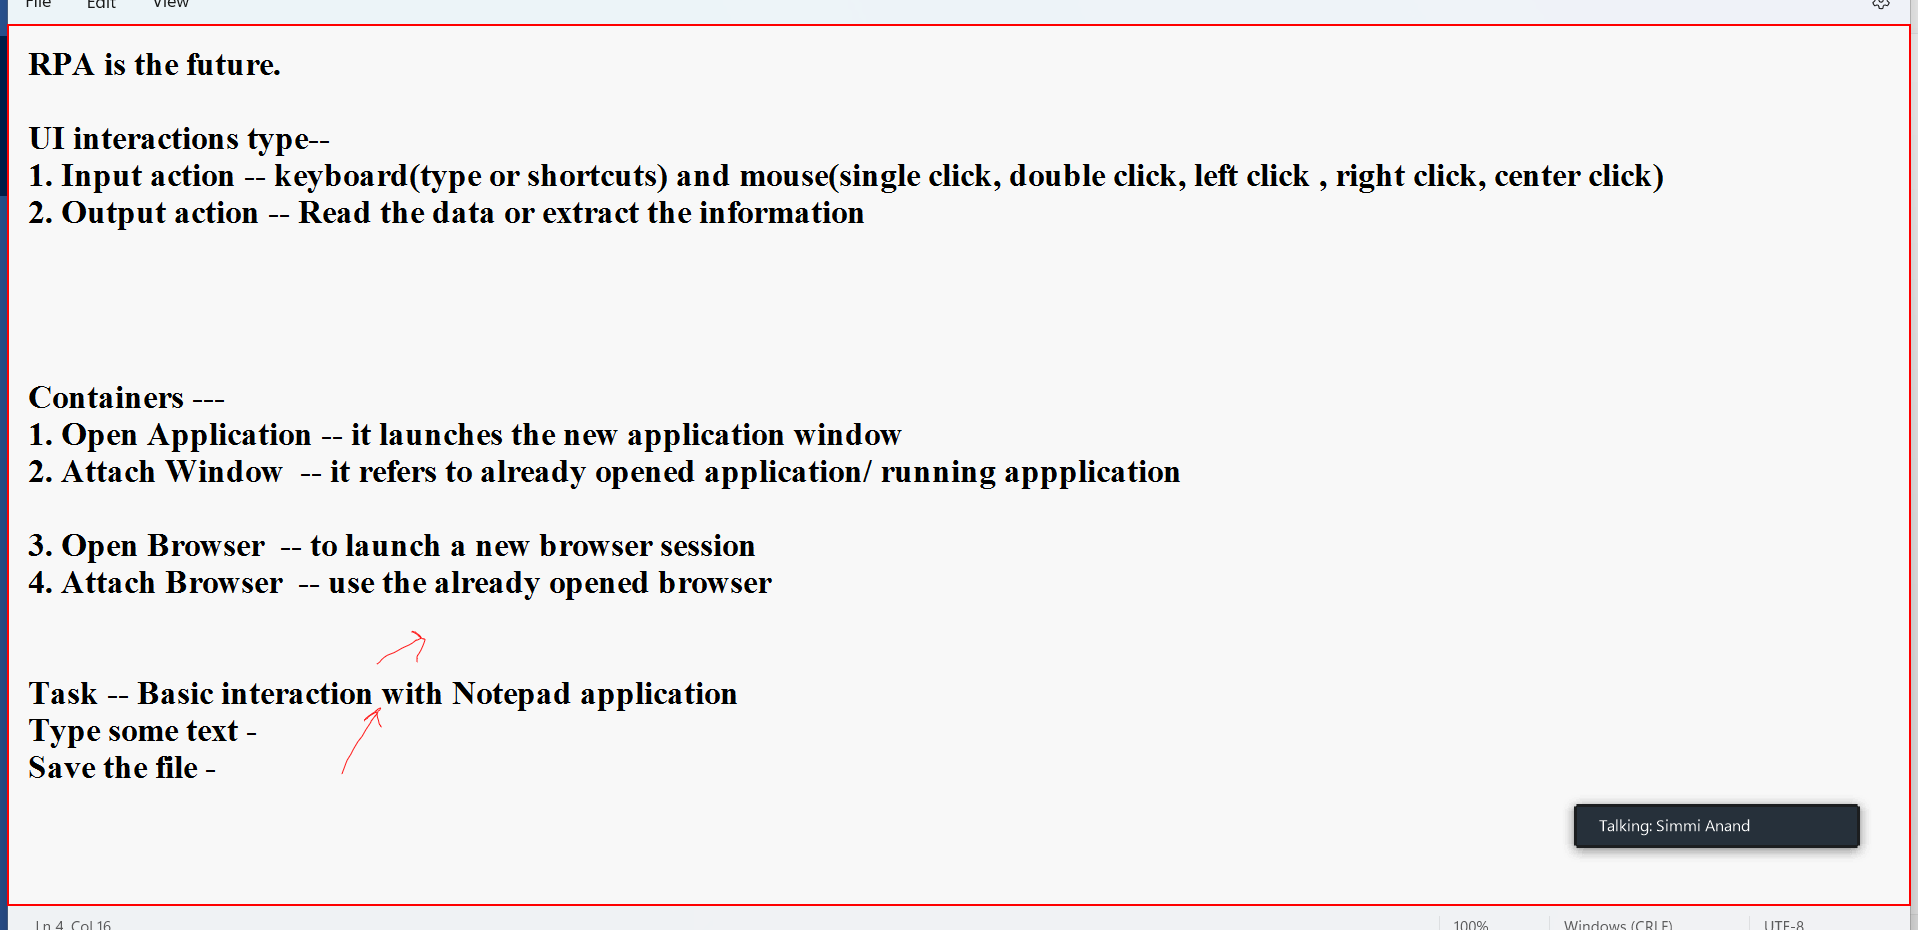 File Edit View
RPA is the future.
UI interactions type--
1. Input action -- keyboard(type or shortcuts) and mouse(single click, double click, left click , right click, center click)
2. Output action -- Read the data or extract the information
Containers ---
1. Open Application -- it launches the new application window
2. Attach Window  -- it refers to already opened application/ running appplication
3. Open Browser  -- to launch a new browser session
4. Attach Browser  -- use the already opened browser
Task -- Basic interaction with Notepad application
Type some text -
Save the file -
Talking: Simmi Anand
Ln 4, Col 16 100% Windows (CRLF) UTF-8